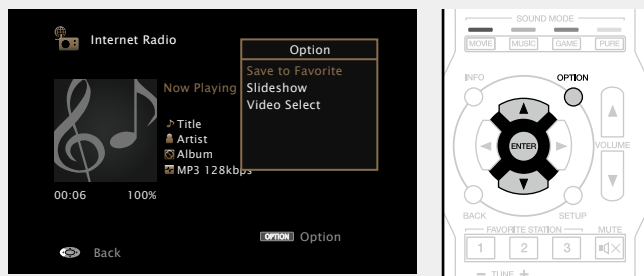 Internet Radio
Option
Save to Favorite
Slideshow
Video Select
Now Playing
Title
Artist
Album
MP3 128kbps
00:06 100%
OPTION Option
Back
SOUND MODE
MOVIE MUSIC GAME PURE
INFO OPTION
ENTER
VOLUME
BACK SETUP
FAVORITE STATION MUTE
1 2 3
TUNE